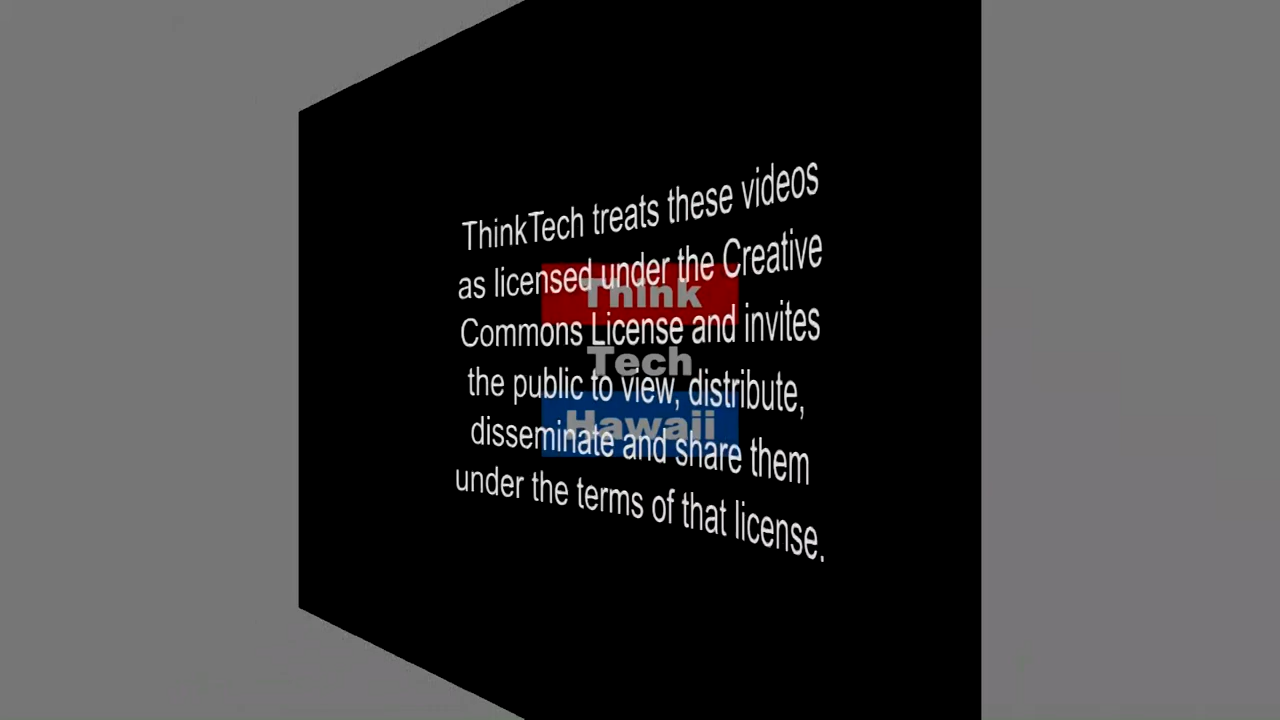 ThinkTech treats these videos
as licensed under the Creative
Commons License and invites
the public to view, distribute,
disseminate and share them
under the terms of that license.
Think
Tech
Hawaii